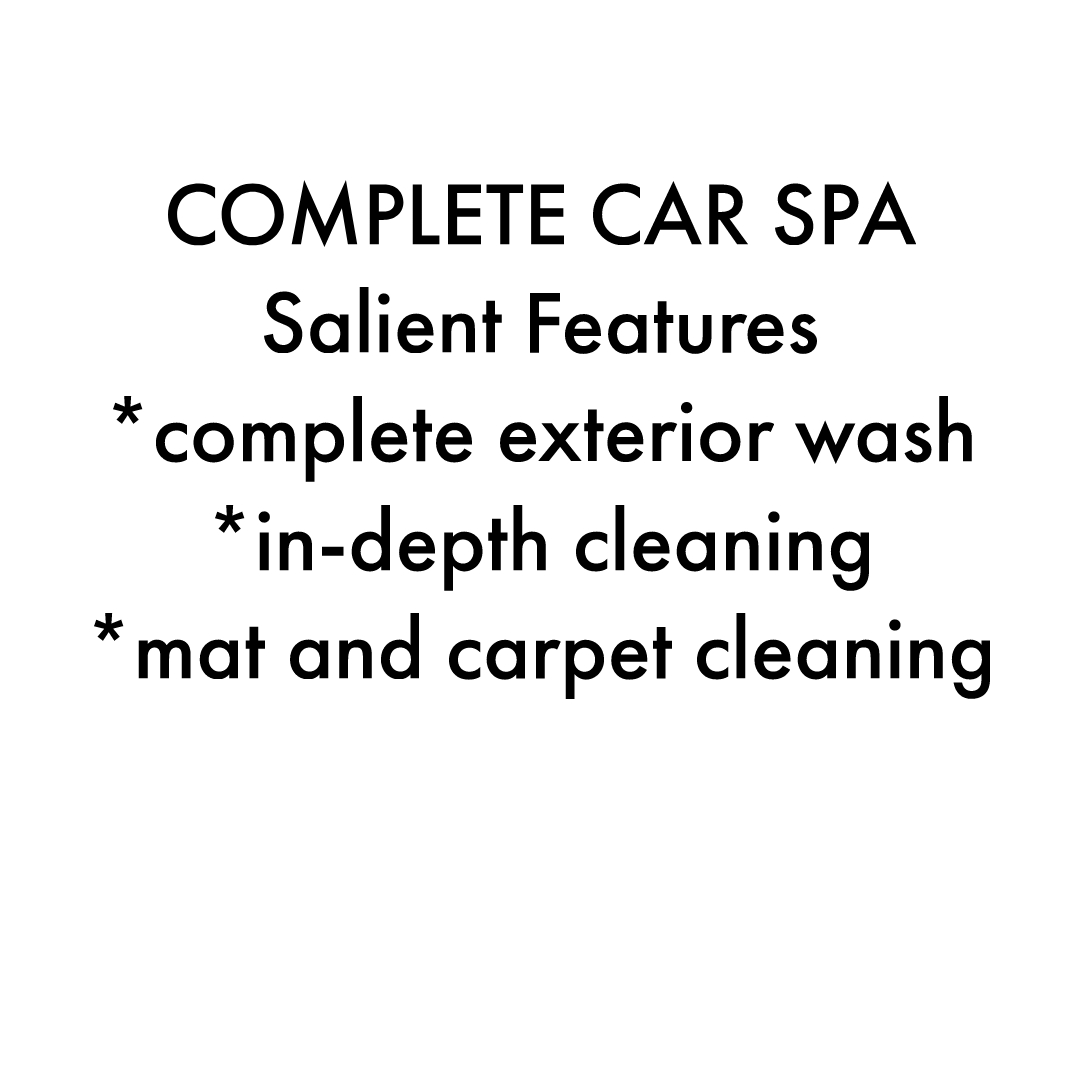 COMPLETE CAR SPA
Salient Features
*complete exterior wash
*in-depth cleaning
*mat and carpet cleaning